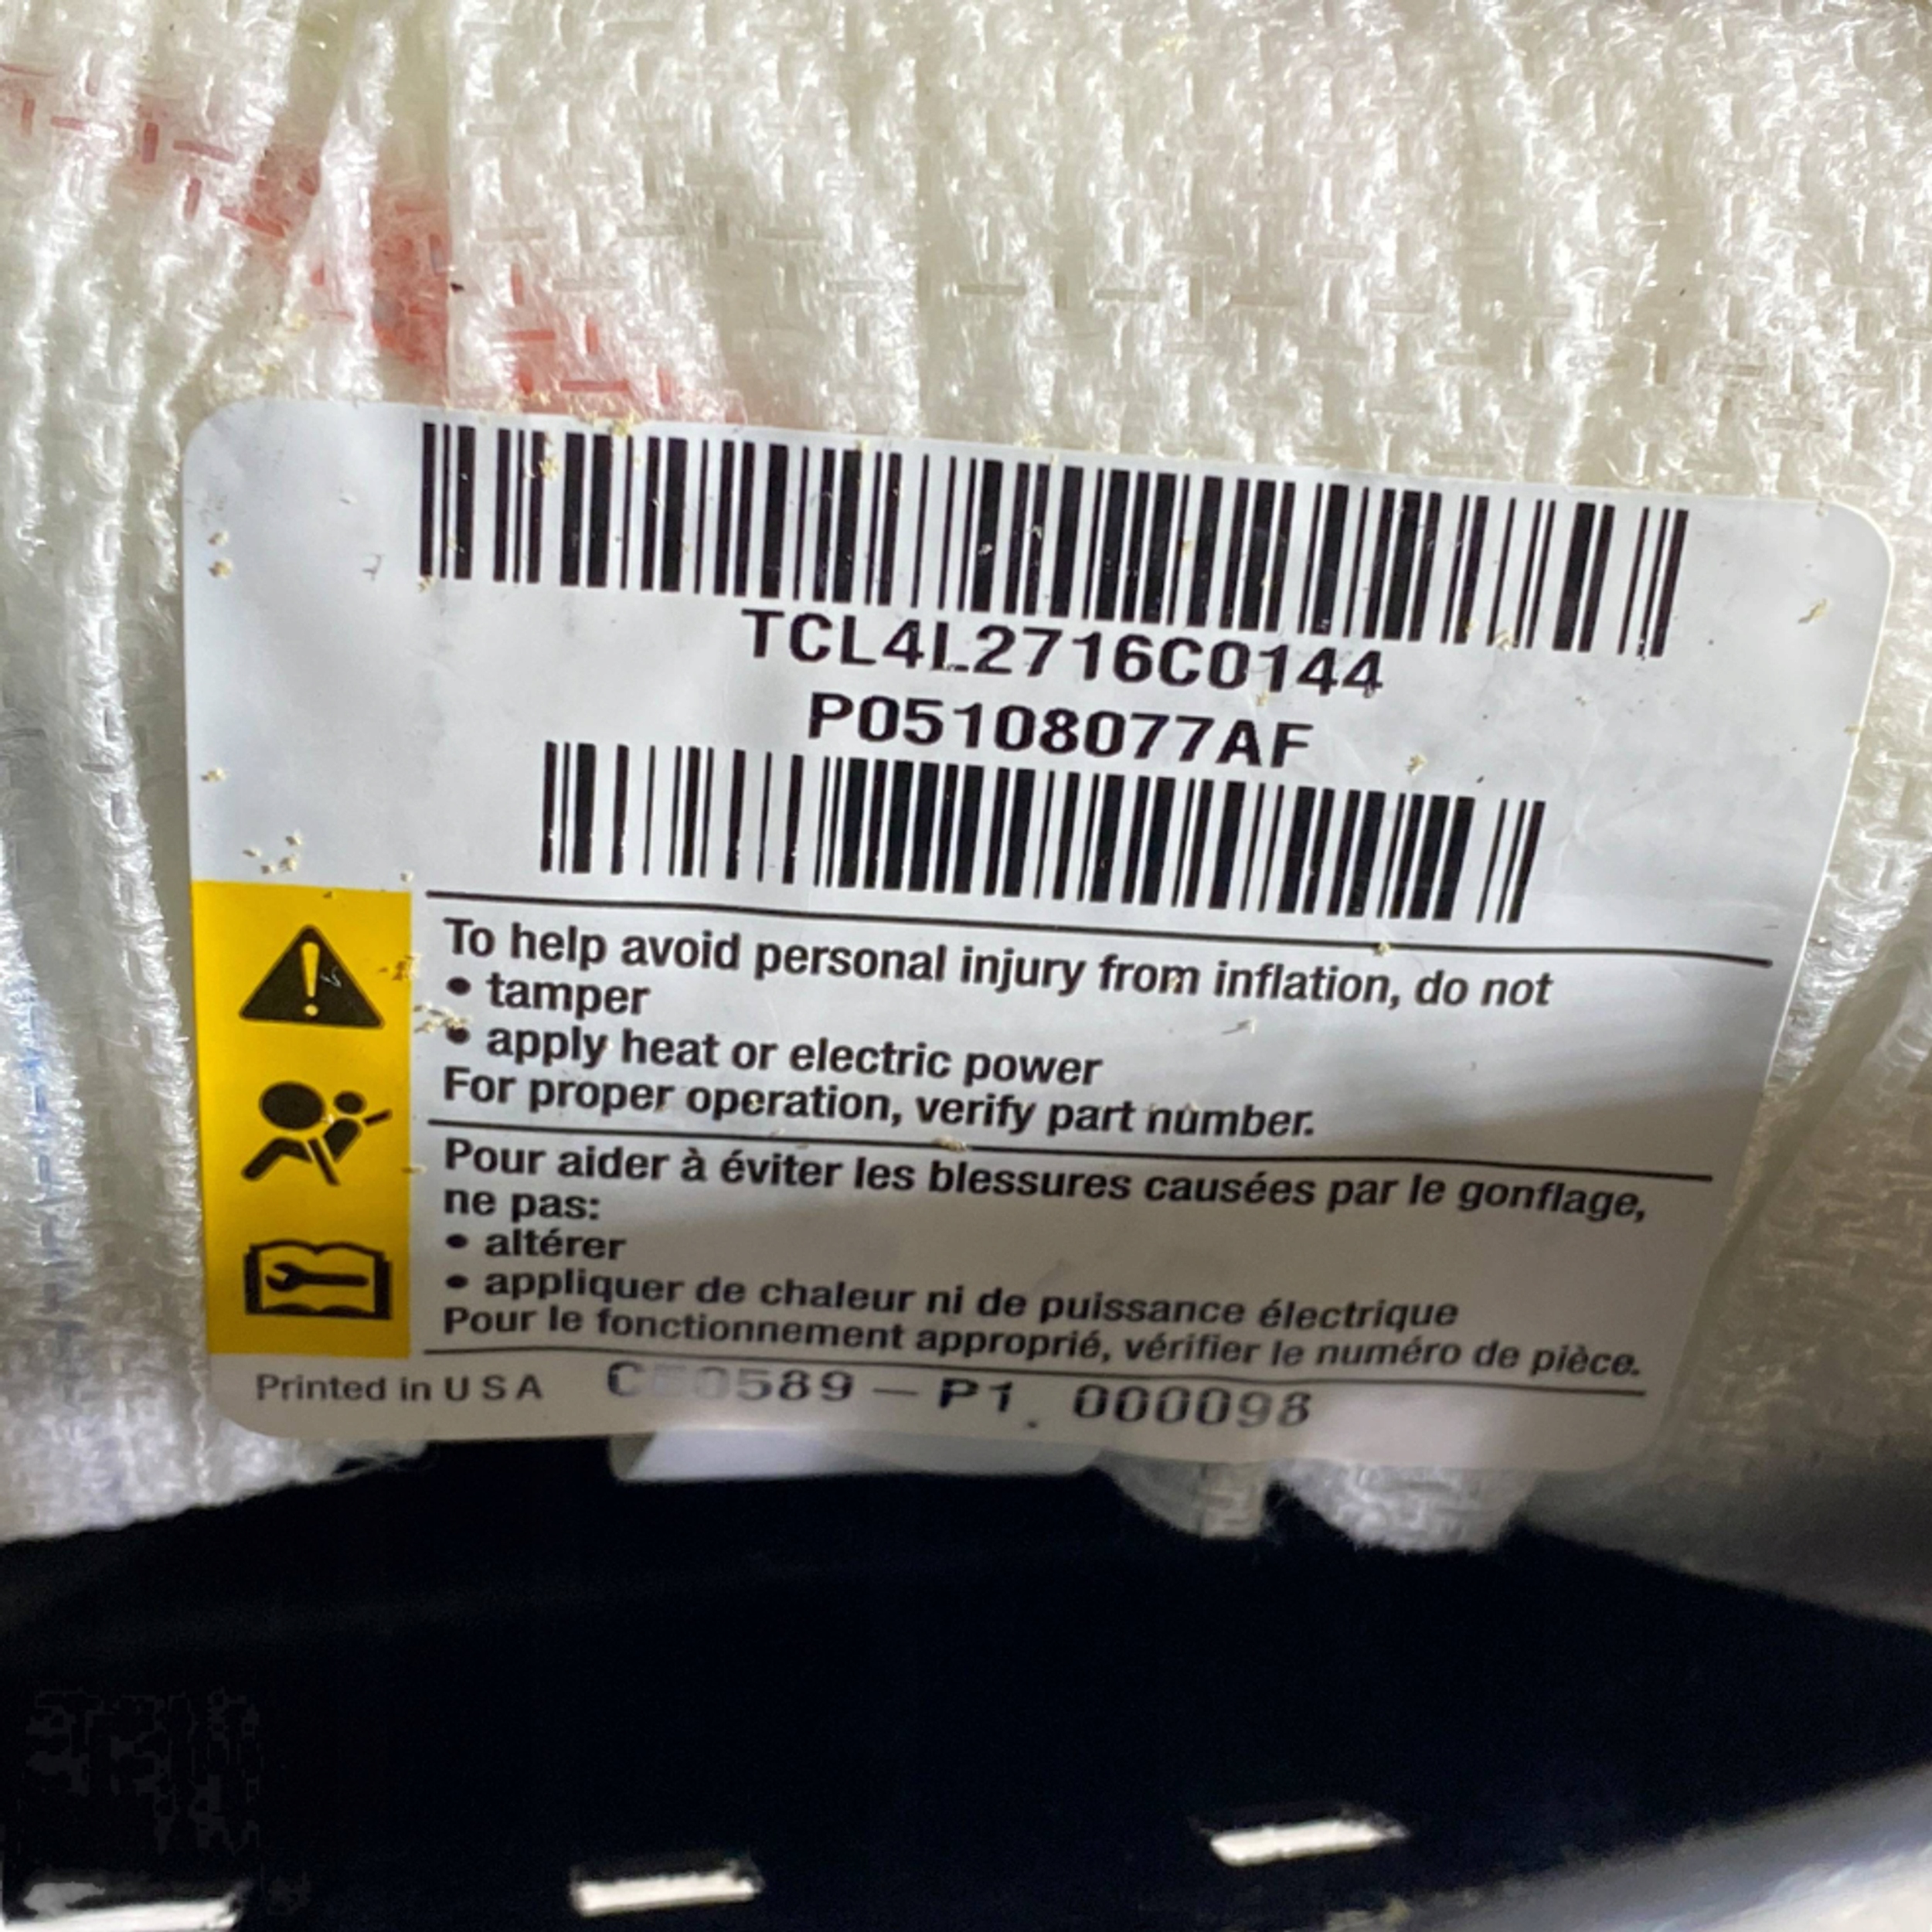 TCL4L2716C0144
P05108077AF
To help avoid personal injury from inflation, do not
• tamper
• apply heat or electric power
For proper operation, verify part number.
Pour aider à éviter les blessures causées par le gonflage,
ne pas:
• altérer
• appliquer de chaleur ni de puissance électrique
Pour le fonctionnement approprié, vérifier le numéro de pièce.
Printed in U S A - P1 000098